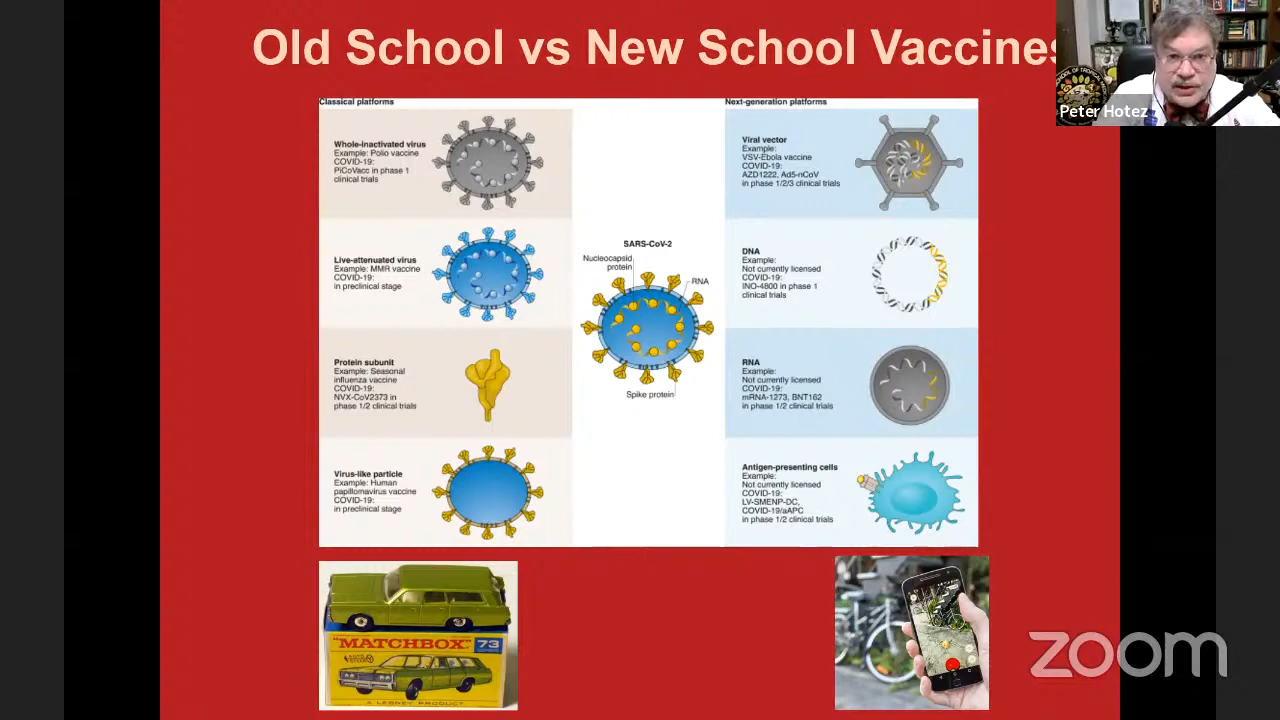 Old School vs New School Vaccines
Peter Hotez
Classical platforms
Whole-inactivated virus
Example: Polio vaccine
COVID-19:
PiCoVacc in phase 1
clinical trials
Live-attenuated virus
Example: MMR vaccine
COVID-19:
in preclinical stage
Protein subunit
Example: Seasonal
influenza vaccine
COVID-19:
NVX-CoV2373 in
phase 1/2 clinical trials
Virus-like particle
Example: Human
papillomavirus vaccine
COVID-19:
in preclinical stage
SARS-CoV-2
Nucleocapsid
protein
RNA
Spike protein
Next-generation platforms
Viral vector
Example:
VSV-Ebola vaccine
COVID-19:
AZD1222, Ad5-nCoV
in phase 1/2/3 clinical trials
DNA
Example:
Not currently licensed
COVID-19:
INO-4800 in phase 1
clinical trials
RNA
Example:
Not currently licensed
COVID-19:
mRNA-1273, BNT162
in phase 1/2 clinical trials
Antigen-presenting cells
Example:
Not currently licensed
COVID-19:
LV-SMENP-DC,
COVID-19/aAPC
in phase 1/2 clinical trials
"MATCHBOX" 73
A LESNEY PRODUCT
zoom